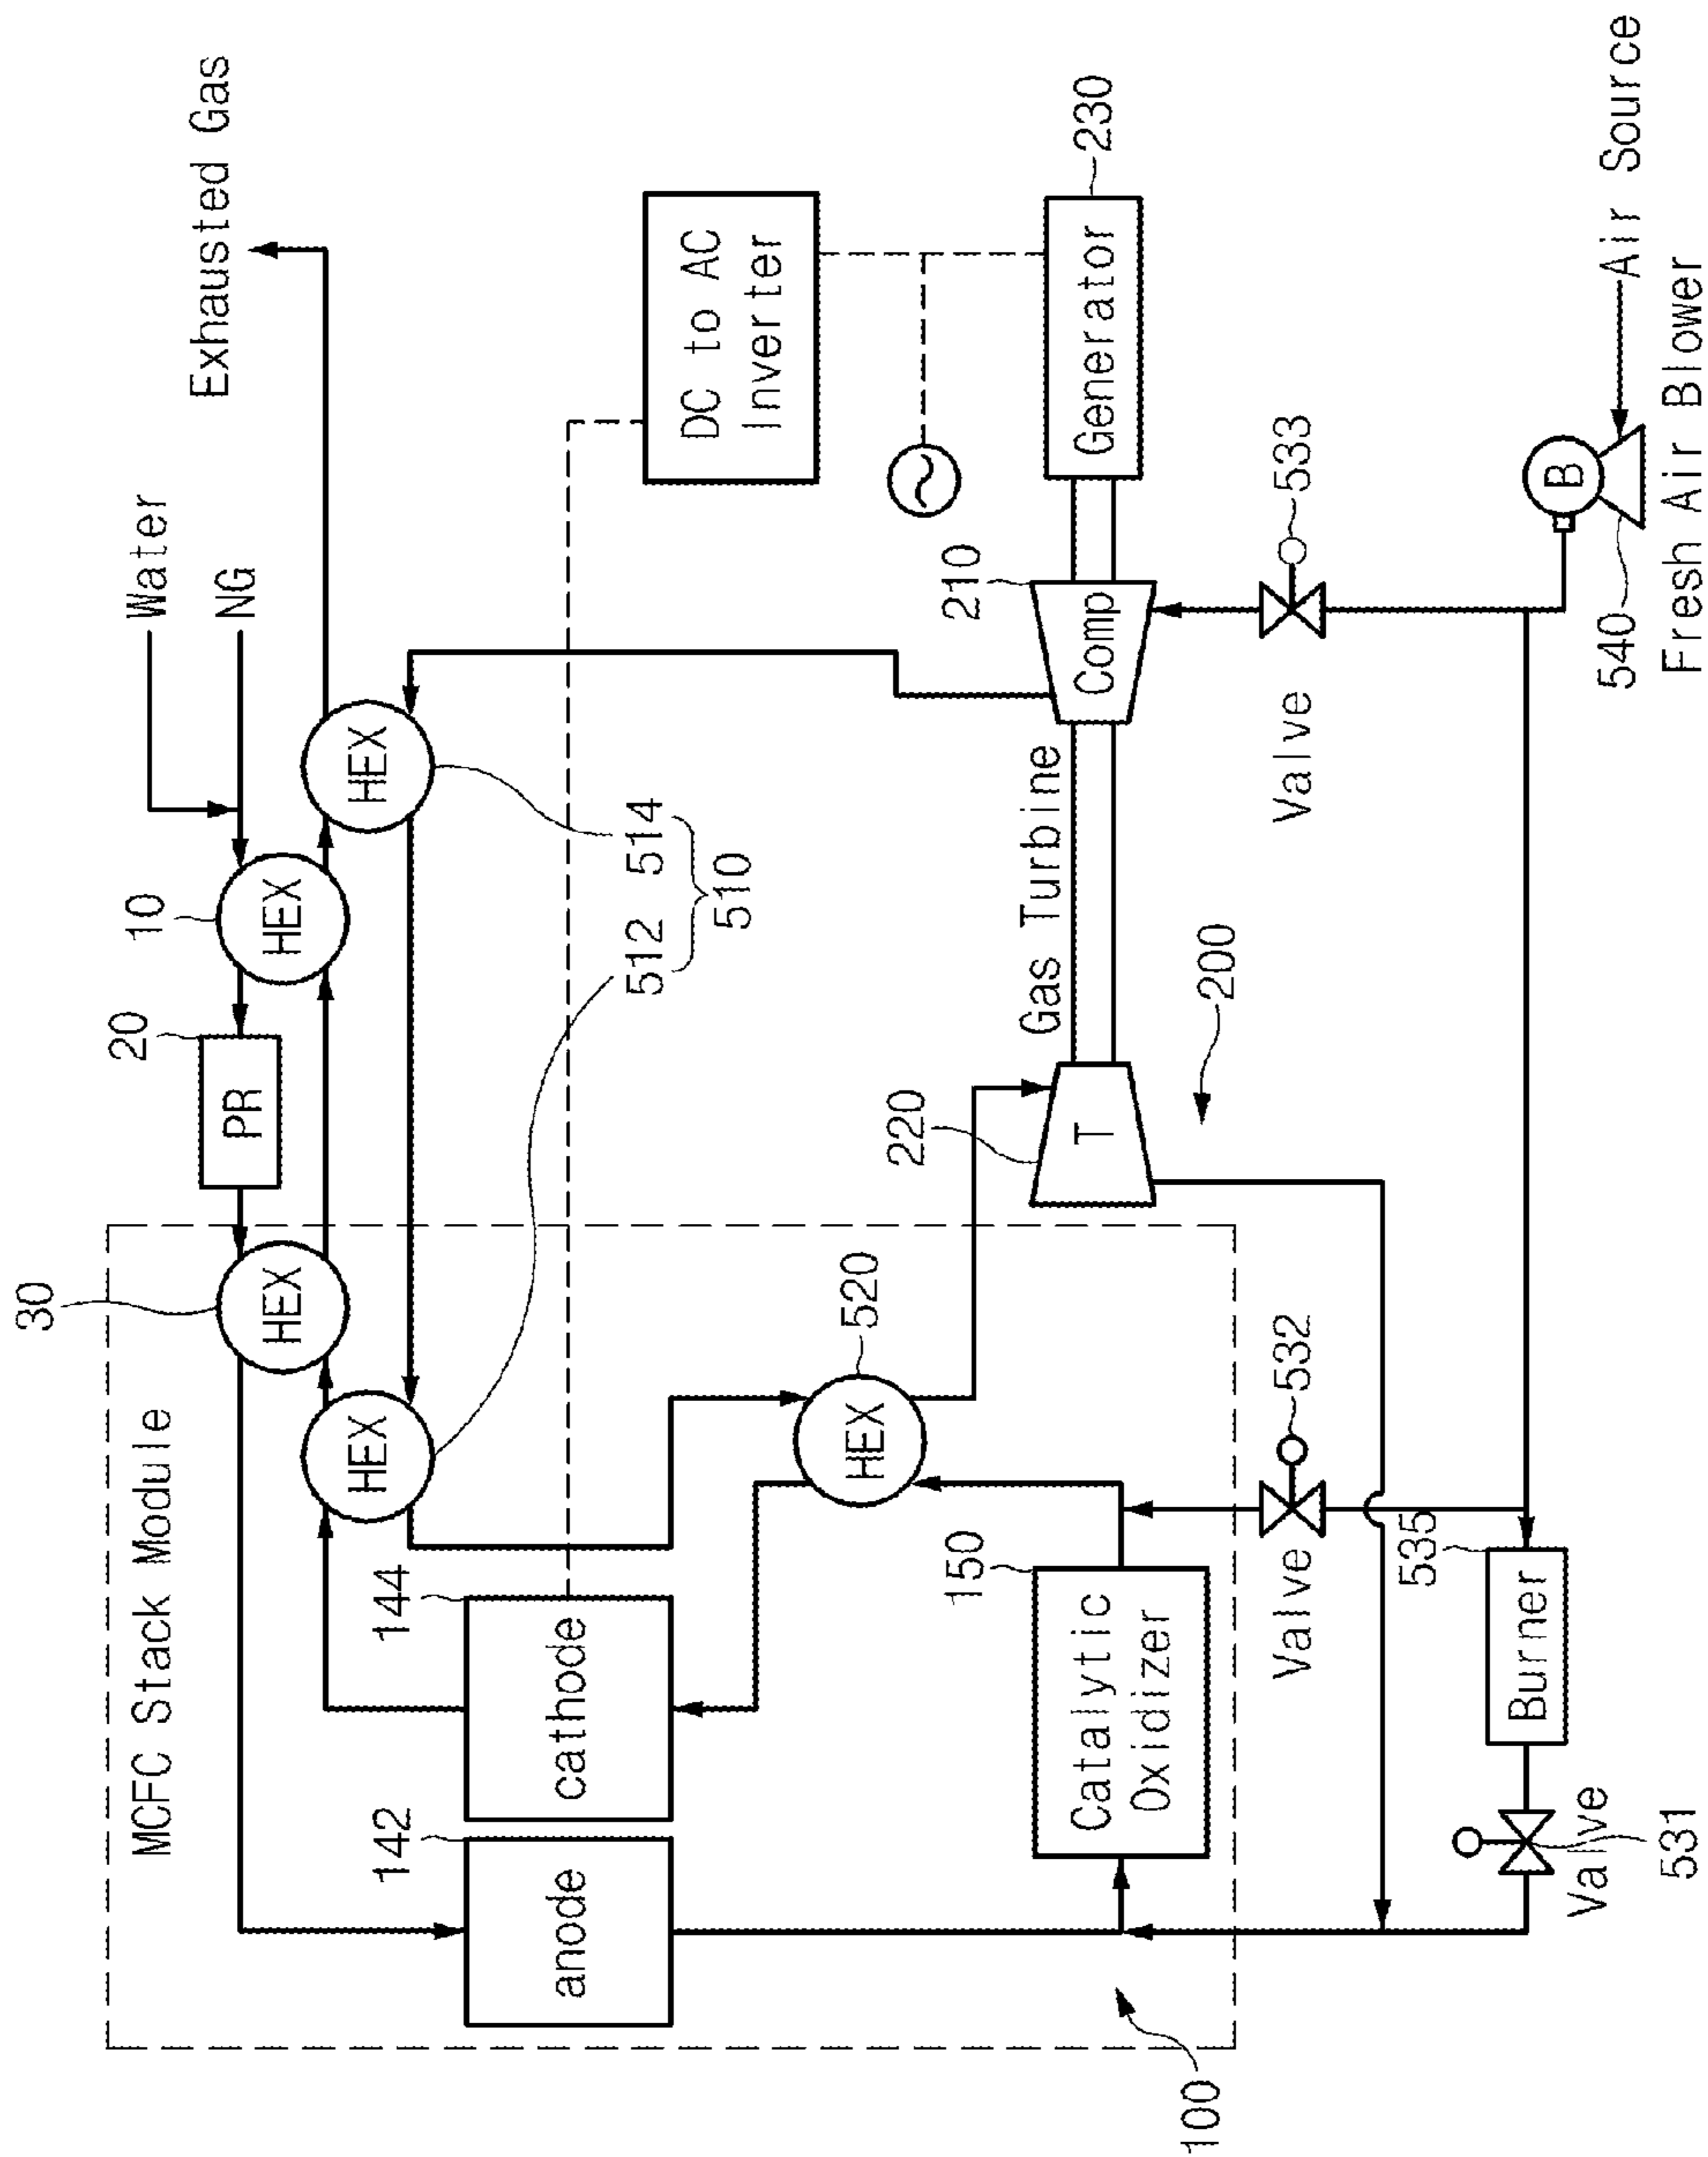 Exhausted Gas
Water
NG
10
20
30
HEX
HEX
HEX
HEX
PR
MCFC Stack Module
144
142
cathode
anode
512 514
510
DC to AC
Inverter
520
HEX
150
Catalytic
Oxidizer
220
T
Gas Turbine
210
Comp
Generator
230
200
100
Valve
532
Valve
533
535
Burner
Valve
531
B
540
Air Source
Fresh Air Blower